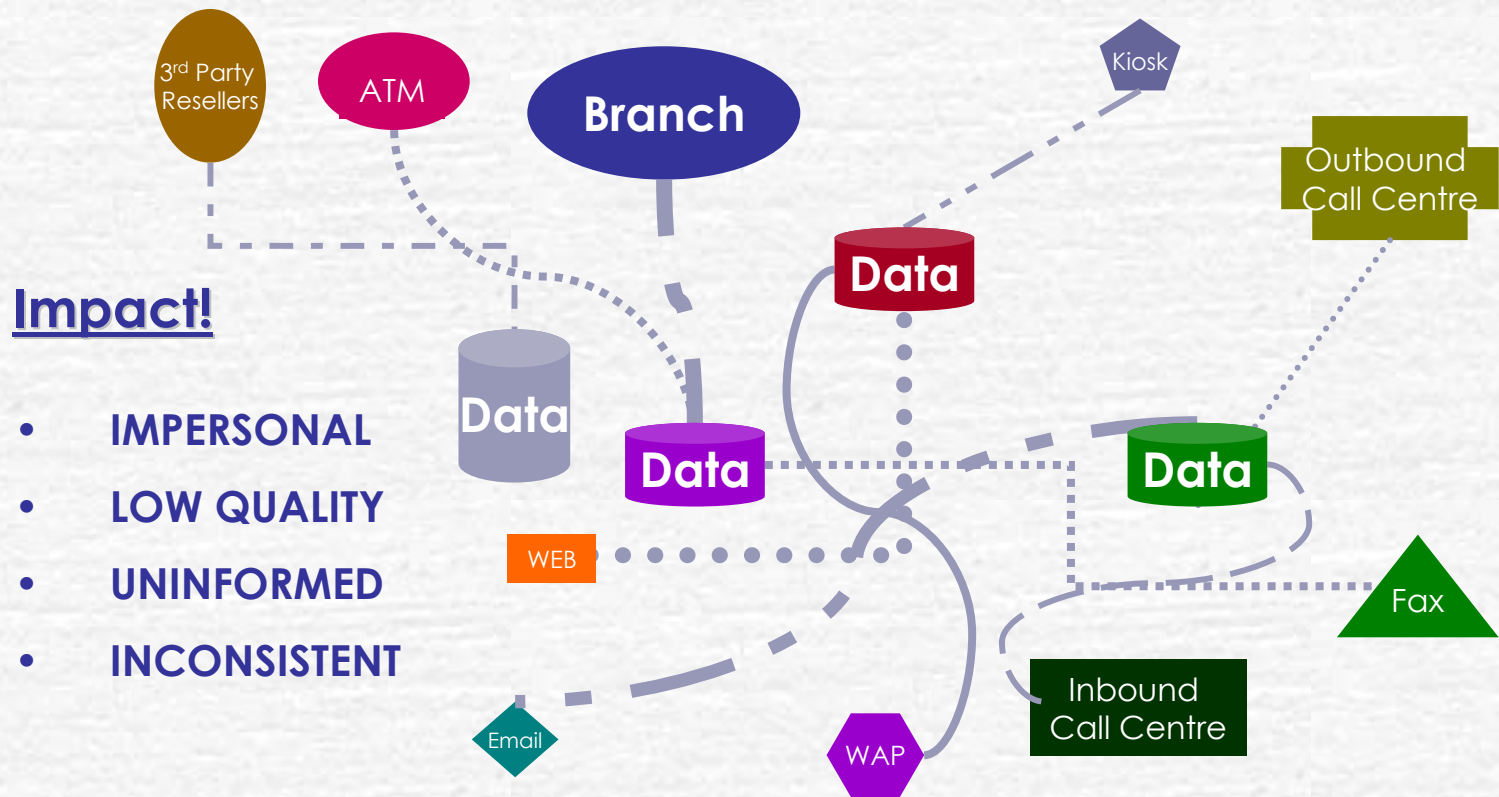 3rd Party
Resellers
ATM
Branch
Kiosk
Outbound
Call Centre
Data
Impact!
Data
Data
Data
• IMPERSONAL
• LOW QUALITY
• UNINFORMED
• INCONSISTENT
WEB
Fax
Inbound
Call Centre
Email
WAP